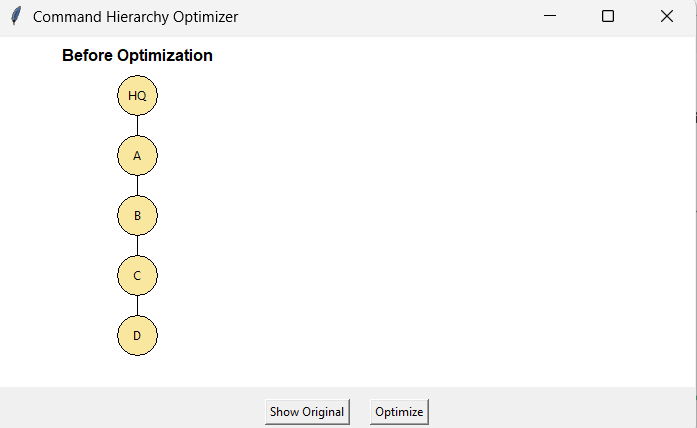 Command Hierarchy Optimizer
Before Optimization
HQ
A
B
C
D
Show Original
Optimize